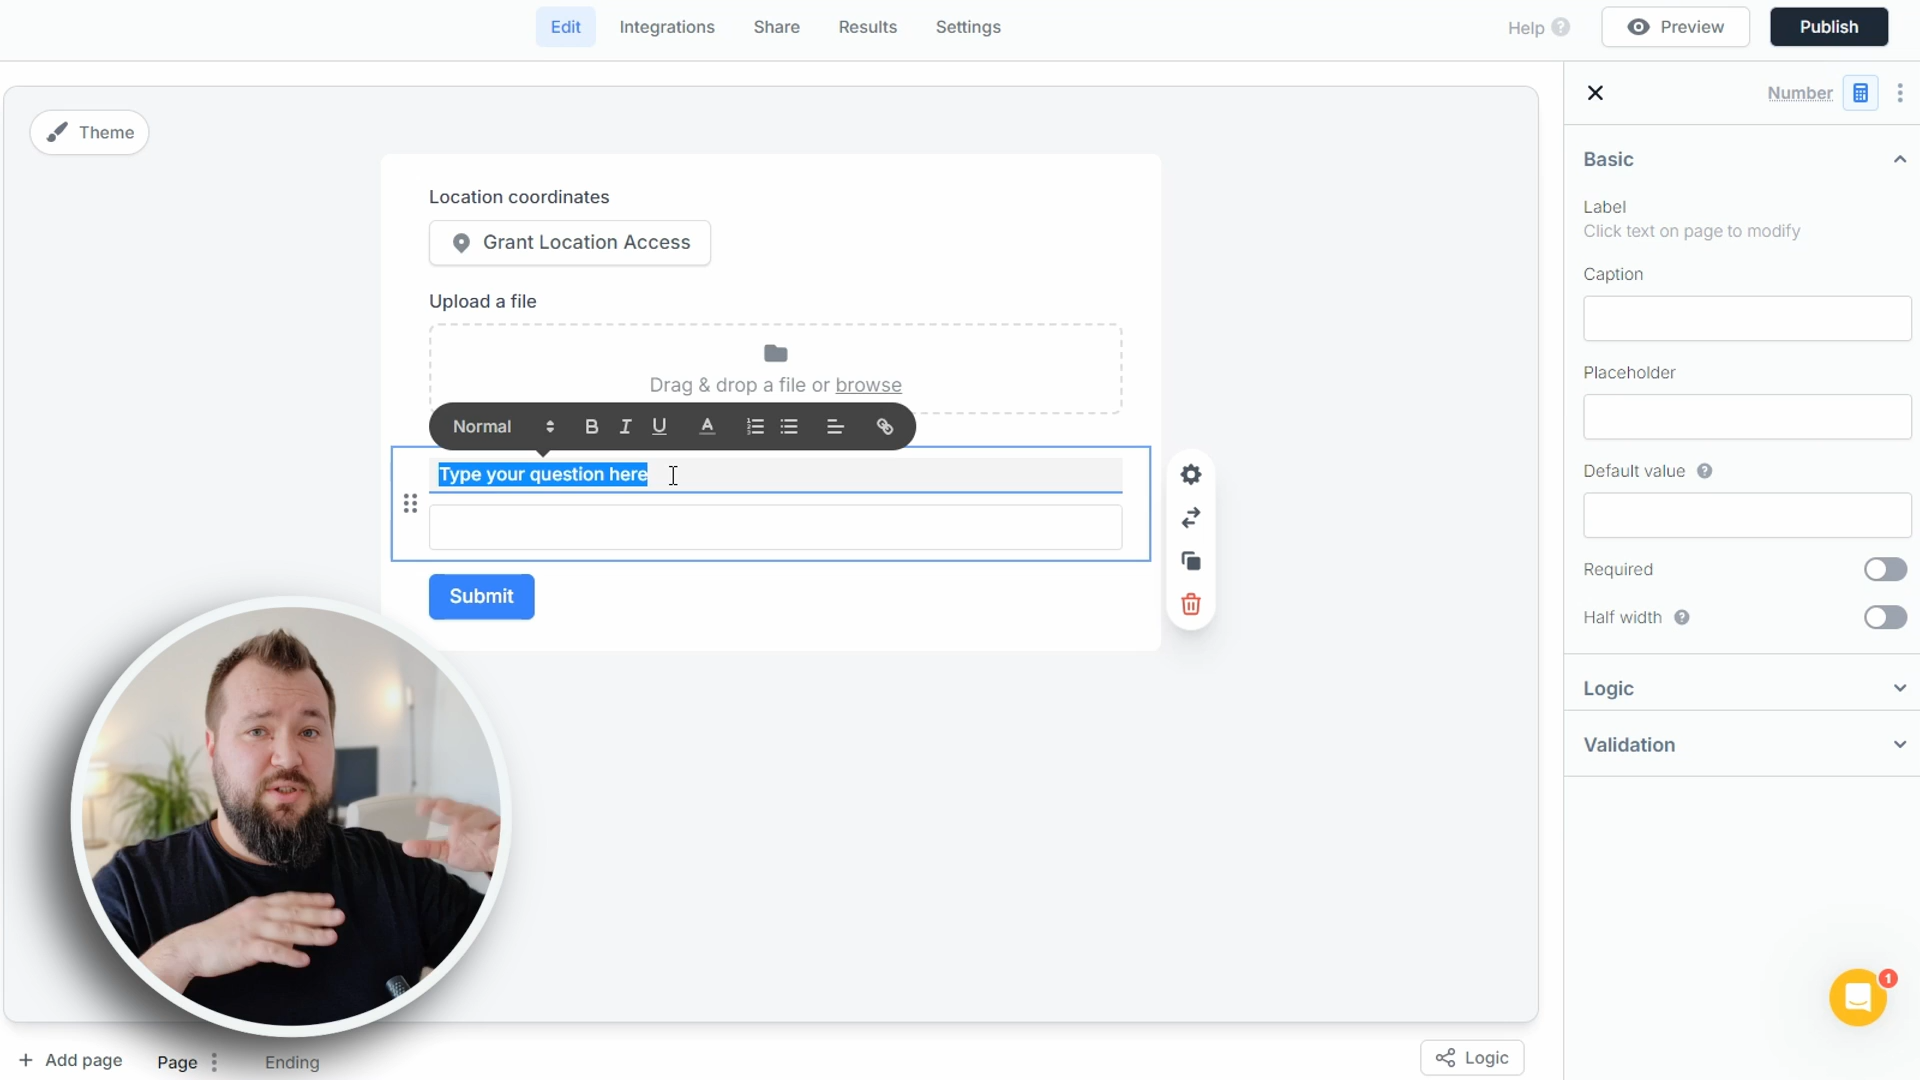 Edit
Integrations
Share
Results
Settings
Help ?
Preview
Publish
Theme
Number
Location coordinates
Grant Location Access
Upload a file
Drag & drop a file or browse
Normal
B I U A
Type your question here
Submit
Basic
Label
Click text on page to modify
Caption
Placeholder
Default value ?
Required
Half width ?
Logic
Validation
1
+ Add page
Page
Ending
Logic